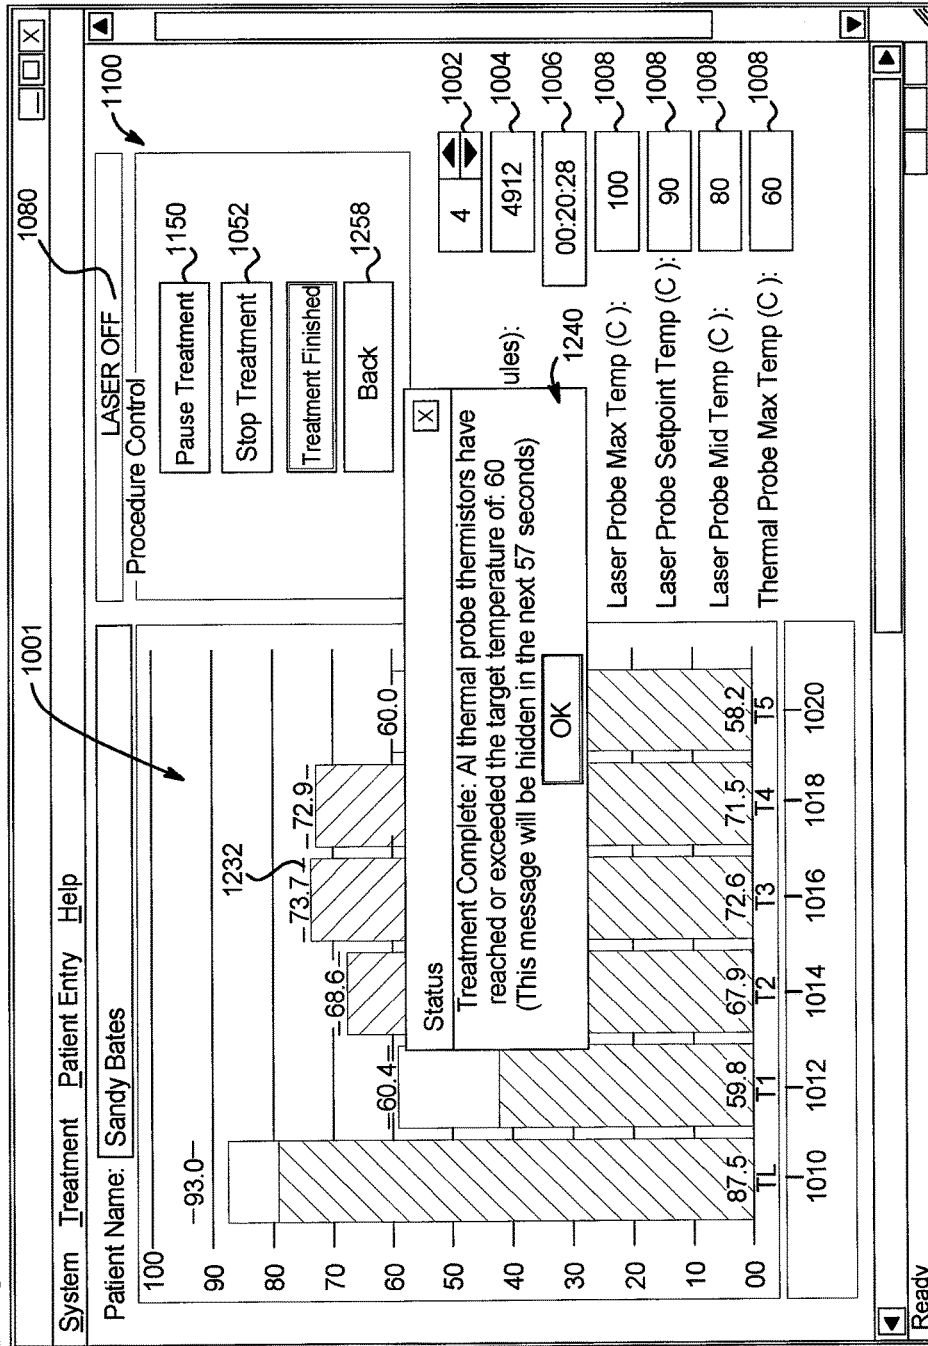 System Treatment Patient Entry Help
Patient Name: Sandy Bates
1001
1080
LASER OFF
1100
Procedure Control
Pause Treatment
1150
Stop Treatment
1052
Treatment Finished
Back
1258
100
90
80
70
60
50
40
30
20
10
00
93.0
60.4
68.6
73.7
1232
72.9
60.0
Status
X
Treatment Complete: Al thermal probe thermistors have
reached or exceeded the target temperature of: 60
(This message will be hidden in the next 57 seconds)
OK
1240
ules):
4
1002
4912
1004
00:20:28
1006
Laser Probe Max Temp (C ):
100
1008
Laser Probe Setpoint Temp (C ):
90
1008
Laser Probe Mid Temp (C ):
80
1008
Thermal Probe Max Temp (C ):
60
1008
87.5 59.8 67.9 72.6 71.5 58.2
TL T1 T2 T3 T4 T5
1010 1012 1014 1016 1018 1020
Ready
X